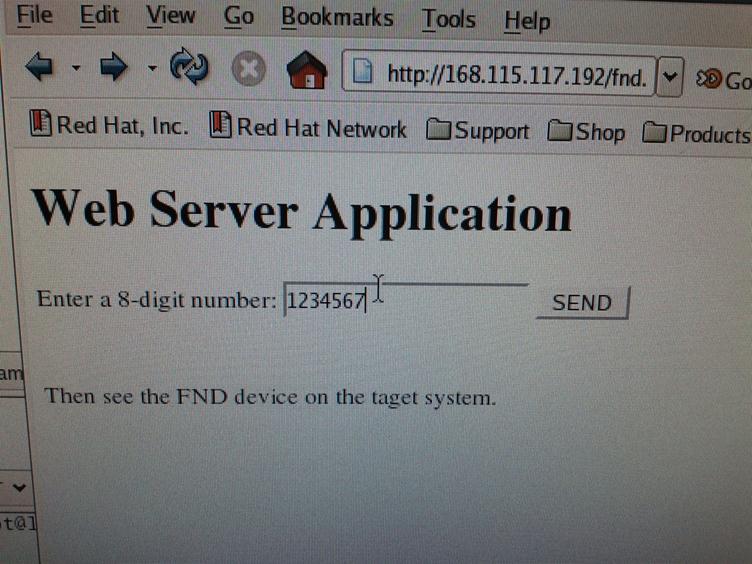 File Edit View Go Bookmarks Tools Help
http://168.115.117.192/fnd. Go
Red Hat, Inc. Red Hat Network Support Shop Products
Web Server Application
Enter a 8-digit number: 1234567 SEND
am
Then see the FND device on the taget system.